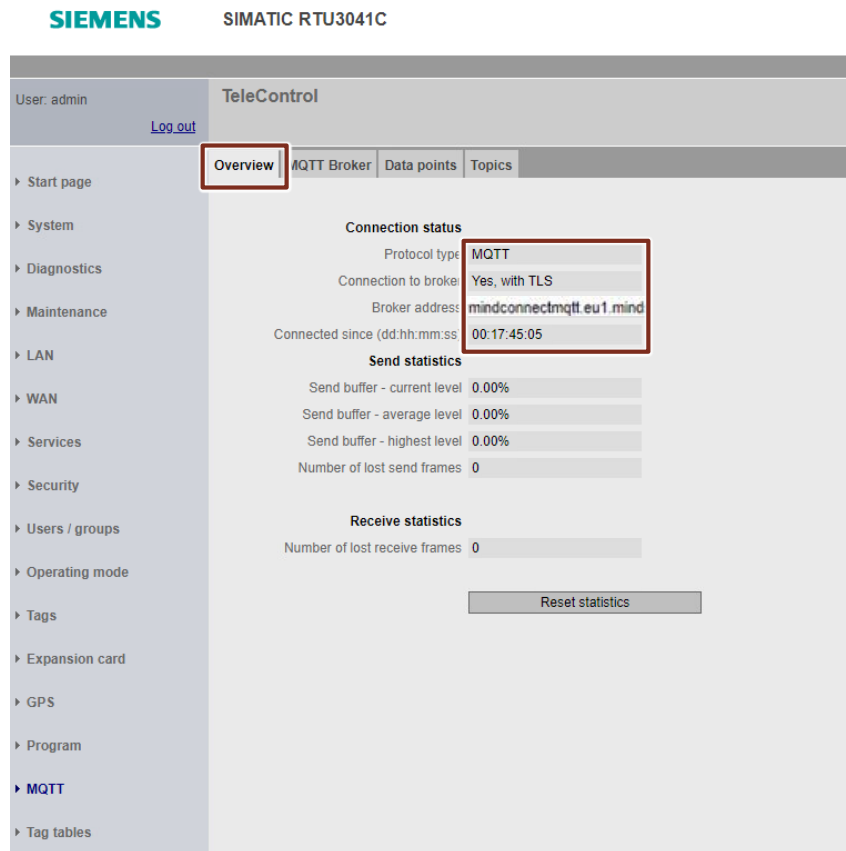 SIEMENS SIMATIC RTU3041C
User: admin
Log out
TeleControl
Overview MQTT Broker Data points Topics
Start page
System
Diagnostics
Maintenance
LAN
WAN
Services
Security
Users / groups
Operating mode
Tags
Expansion card
GPS
Program
MQTT
Tag tables
Connection status
Protocol type MQTT
Connection to broker Yes, with TLS
Broker address mindconnectmqtt.eu1.mind
Connected since (dd:hh:mm:ss) 00:17:45:05
Send statistics
Send buffer - current level 0.00%
Send buffer - average level 0.00%
Send buffer - highest level 0.00%
Number of lost send frames 0
Receive statistics
Number of lost receive frames 0
Reset statistics